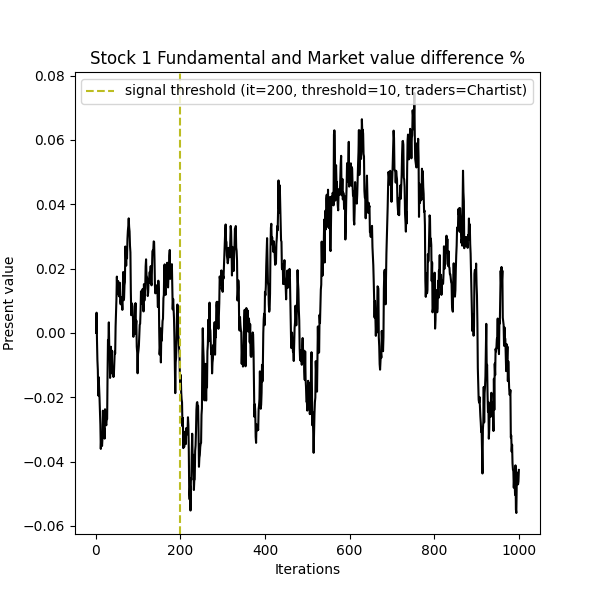 Stock 1 Fundamental and Market value difference %
signal threshold (it=200, threshold=10, traders=Chartist)
0.08
0.06
0.04
0.02
0.00
−0.02
−0.04
−0.06
Present value
0 200 400 600 800 1000
Iterations